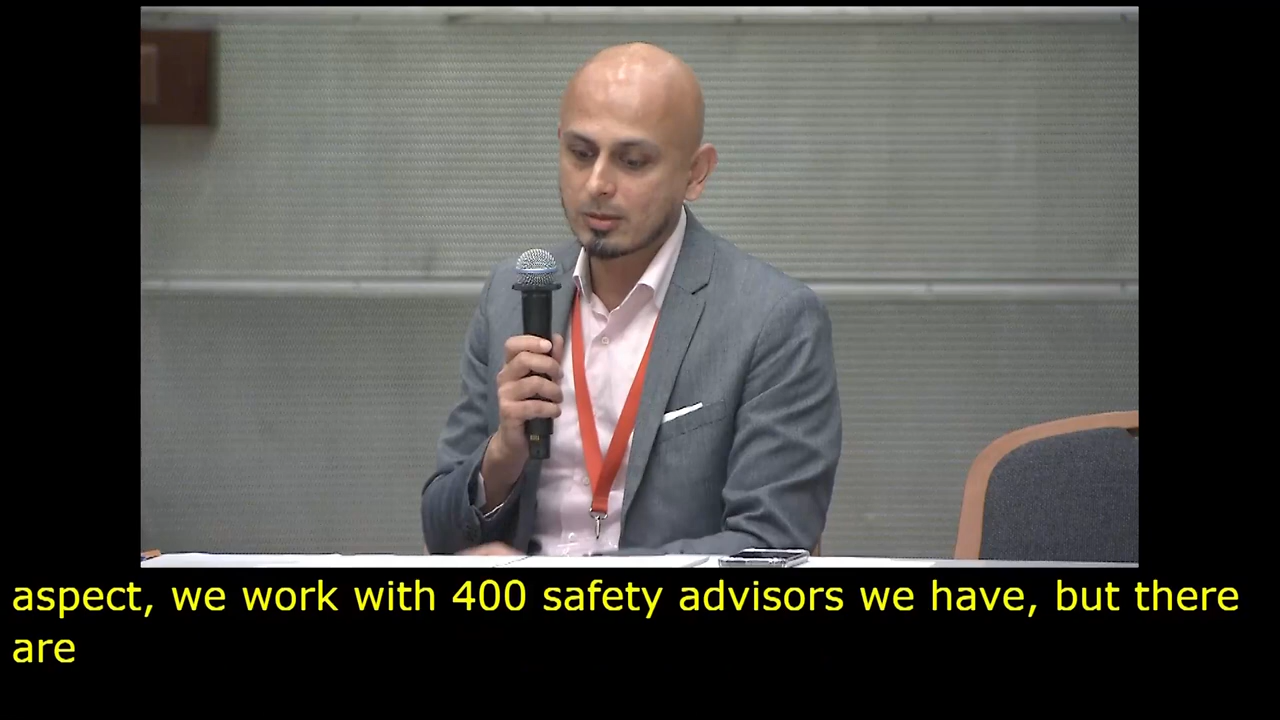 aspect, we work with 400 safety advisors we have, but there
are